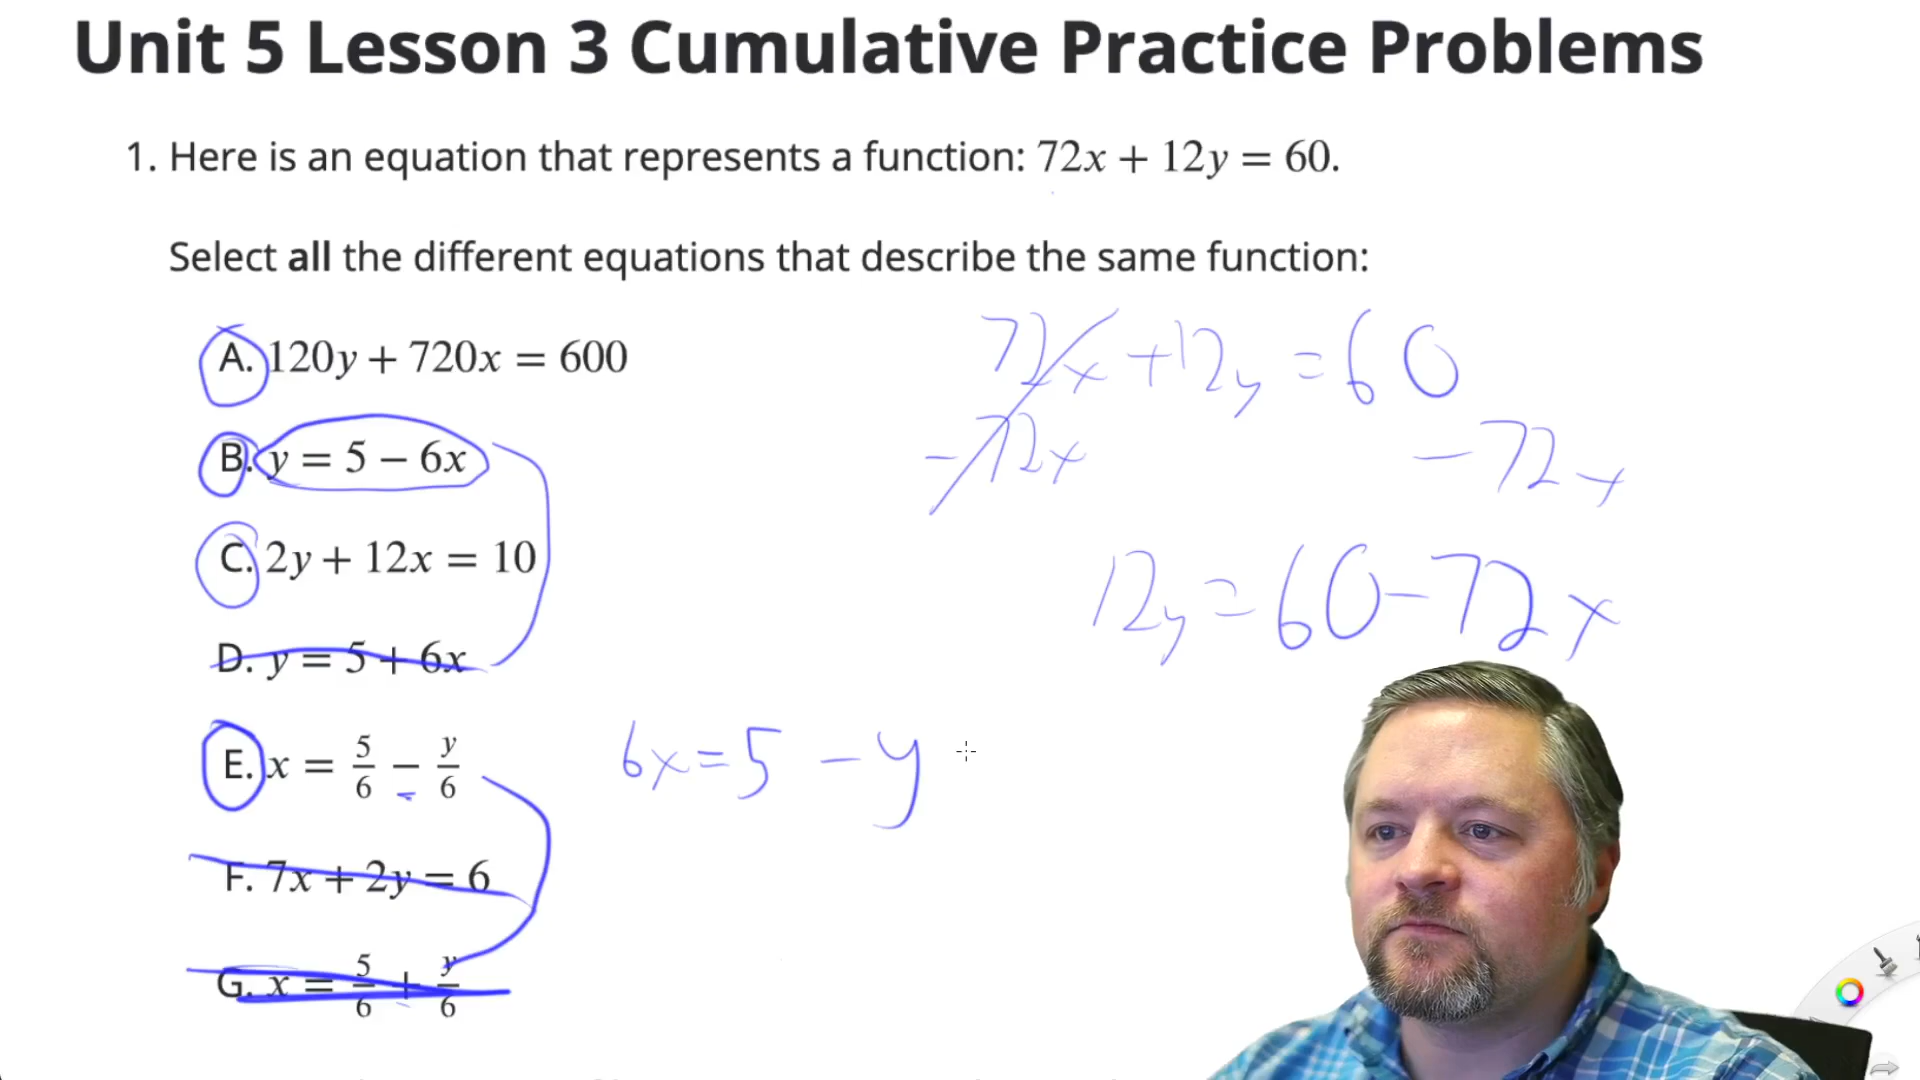 Unit 5 Lesson 3 Cumulative Practice Problems
1. Here is an equation that represents a function: 72x + 12y = 60.
Select all the different equations that describe the same function:
A. 120y + 720x = 600
B. y = 5 − 6x
C. 2y + 12x = 10
D. y = 5 + 6x
E. x = 5/6 − y/6
F. 7x + 2y = 6
G. x = 5/6 + y/6
72x + 12y = 60
-72x -72x
12y = 60 - 72x
6x = 5 - y